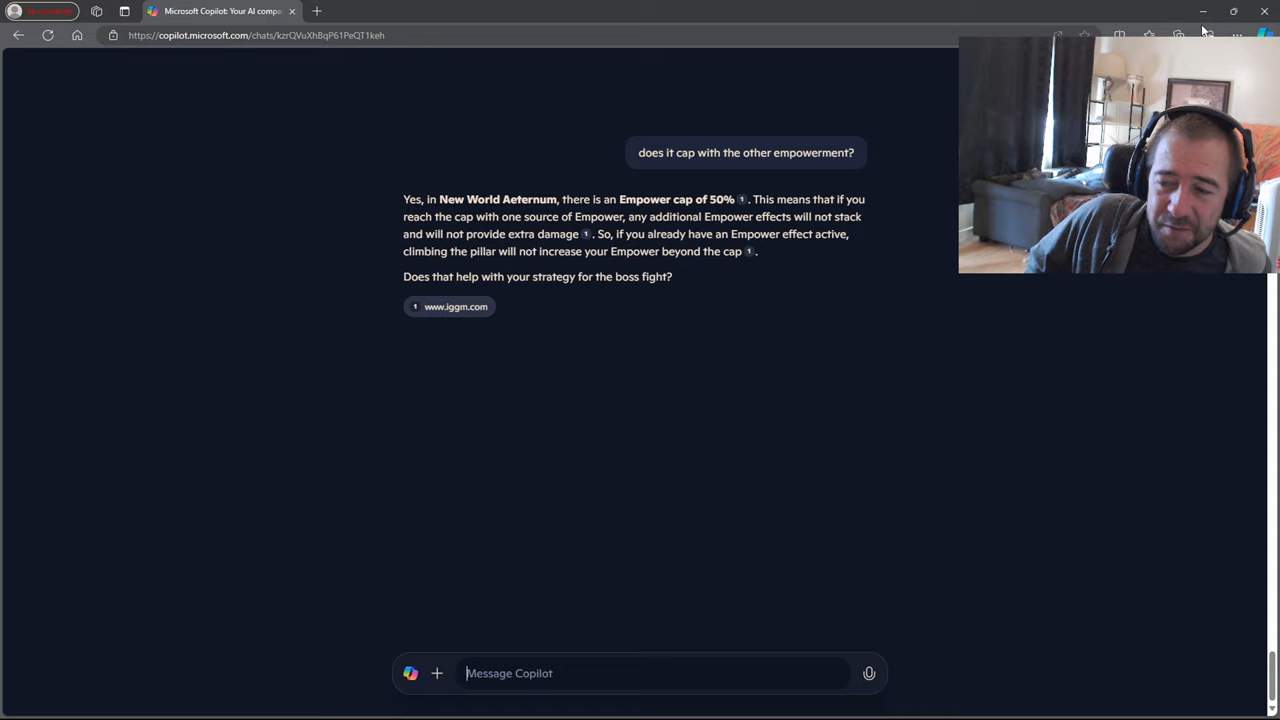 Microsoft Copilot: Your AI compa
https://copilot.microsoft.com/chats/kzrQVuXhBqP61PeQT1keh
does it cap with the other empowerment?
Yes, in New World Aeternum, there is an Empower cap of 50% 1 . This means that if you
reach the cap with one source of Empower, any additional Empower effects will not stack
and will not provide extra damage 1 . So, if you already have an Empower effect active,
climbing the pillar will not increase your Empower beyond the cap 1 .
Does that help with your strategy for the boss fight?
1 www.iggm.com
Message Copilot